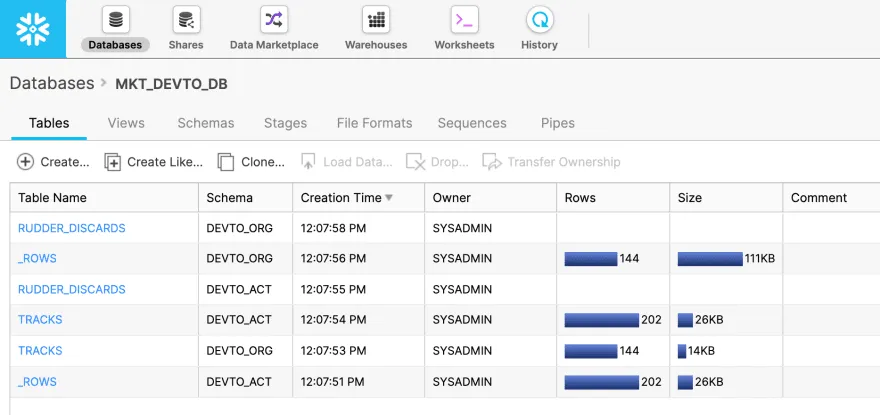 Databases Shares Data Marketplace Warehouses Worksheets History
Databases > MKT_DEVTO_DB
Tables Views Schemas Stages File Formats Sequences Pipes
Create... Create Like... Clone... Load Data... Drop... Transfer Ownership
Table Name Schema Creation Time Owner Rows Size Comment
RUDDER_DISCARDS DEVTO_ORG 12:07:58 PM SYSADMIN
_ROWS DEVTO_ORG 12:07:56 PM SYSADMIN 144 111KB
RUDDER_DISCARDS DEVTO_ACT 12:07:55 PM SYSADMIN
TRACKS DEVTO_ACT 12:07:54 PM SYSADMIN 202 26KB
TRACKS DEVTO_ORG 12:07:53 PM SYSADMIN 144 14KB
_ROWS DEVTO_ACT 12:07:51 PM SYSADMIN 202 26KB